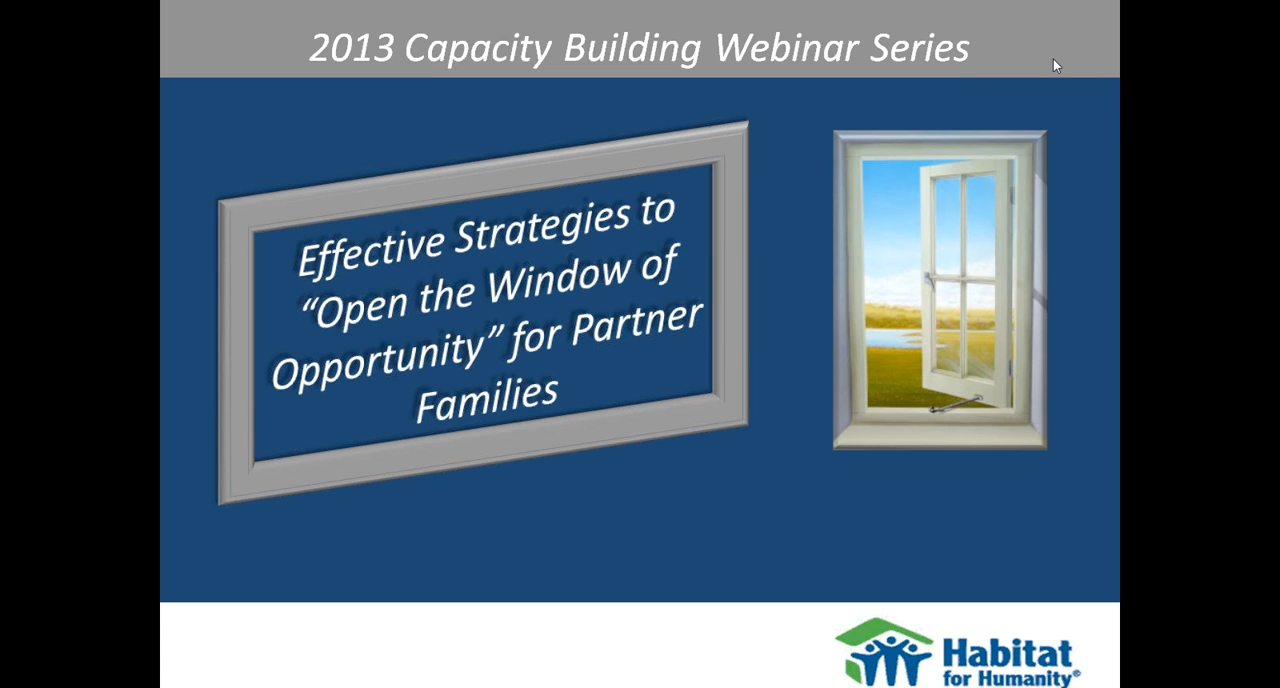 2013 Capacity Building Webinar Series
Effective Strategies to
“Open the Window of
Opportunity” for Partner
Families
Habitat
for Humanity®